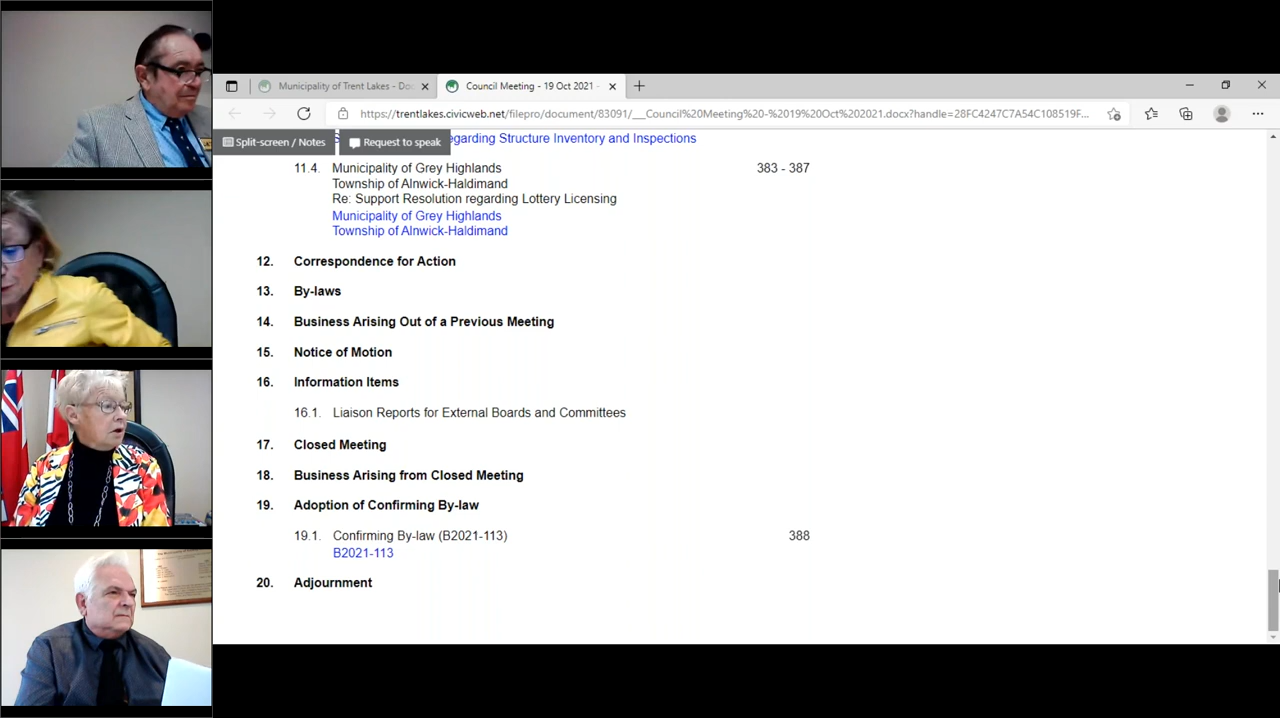 Municipality of Trent Lakes - Doc
Council Meeting - 19 Oct 2021 -
https://trentlakes.civicweb.net/filepro/document/83091/___Council%20Meeting%20-%2019%20Oct%202021.docx?handle=28FC4247C7A54C108519F...
Split-screen / Notes
Request to speak
egarding Structure Inventory and Inspections
11.4. Municipality of Grey Highlands 383 - 387
Township of Alnwick-Haldimand
Re: Support Resolution regarding Lottery Licensing
Municipality of Grey Highlands
Township of Alnwick-Haldimand
12. Correspondence for Action
13. By-laws
14. Business Arising Out of a Previous Meeting
15. Notice of Motion
16. Information Items
16.1. Liaison Reports for External Boards and Committees
17. Closed Meeting
18. Business Arising from Closed Meeting
19. Adoption of Confirming By-law
19.1. Confirming By-law (B2021-113) 388
B2021-113
20. Adjournment